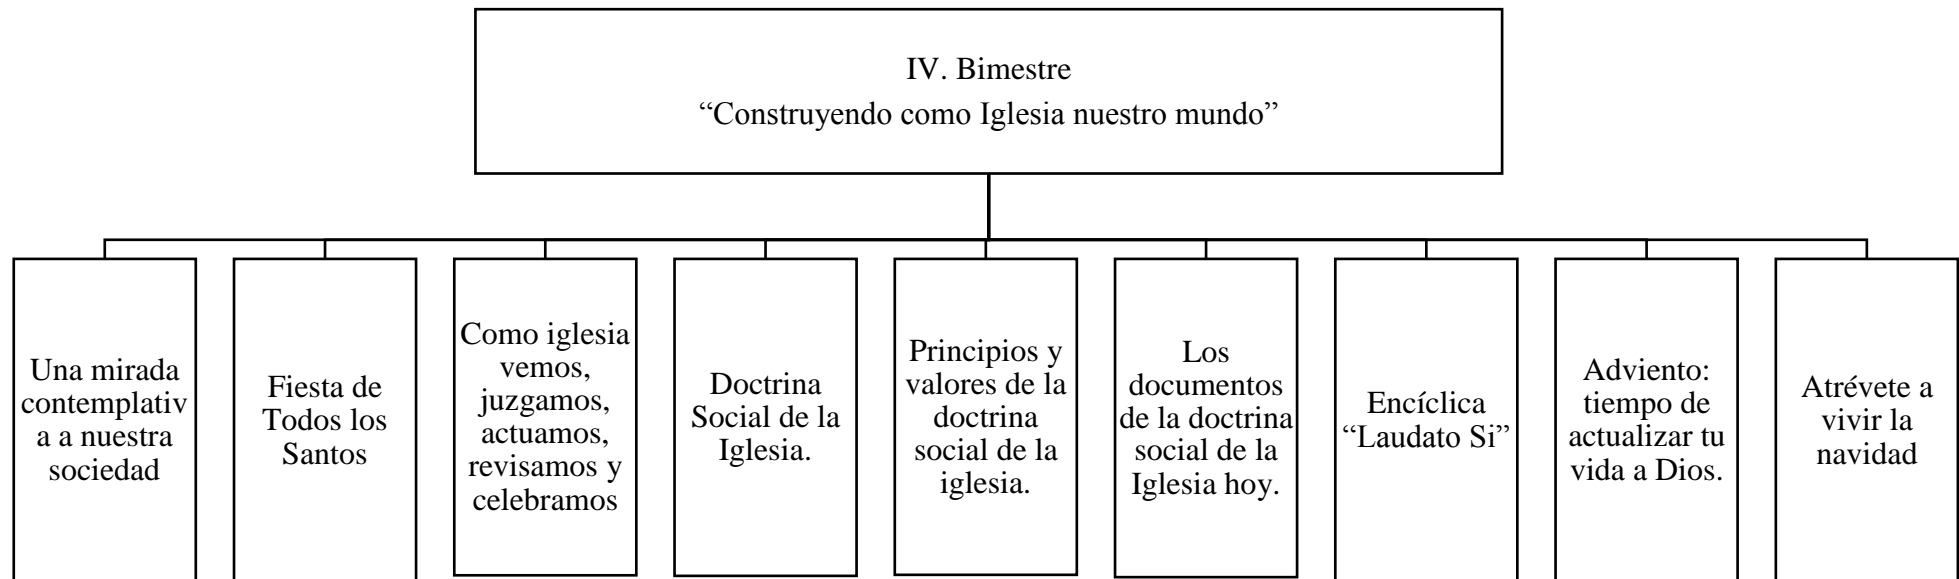 IV. Bimestre
“Construyendo como Iglesia nuestro mundo”
Una mirada
contemplativ
a a nuestra
sociedad
Fiesta de
Todos los
Santos
Como iglesia
vemos,
juzgamos,
actuamos,
revisamos y
celebramos
Doctrina
Social de la
Iglesia.
Principios y
valores de la
doctrina
social de la
iglesia.
Los
documentos
de la doctrina
social de la
Iglesia hoy.
Encíclica
“Laudato Si”
Adviento:
tiempo de
actualizar tu
vida a Dios.
Atrévete a
vivir la
navidad